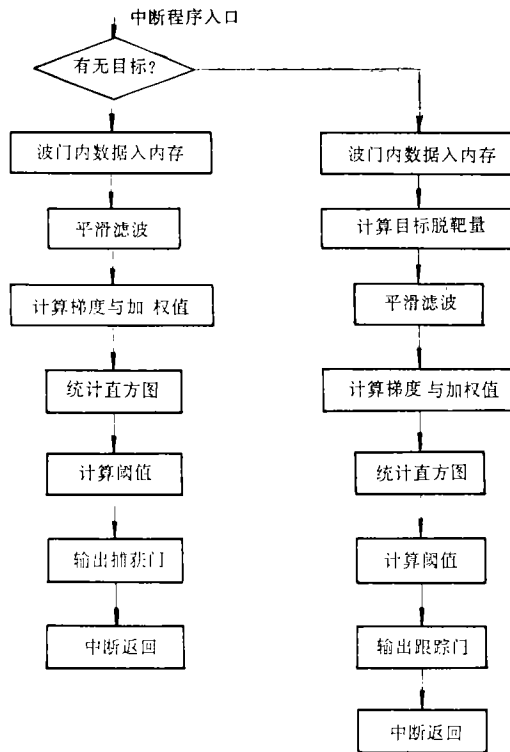 中断程序入口
有无目标?
波门内数据入内存
平滑滤波
计算梯度与加权值
统计直方图
计算阈值
输出捕获门
中断返回
波门内数据入内存
计算目标脱靶量
平滑滤波
计算梯度与加权值
统计直方图
计算阈值
输出跟踪门
中断返回